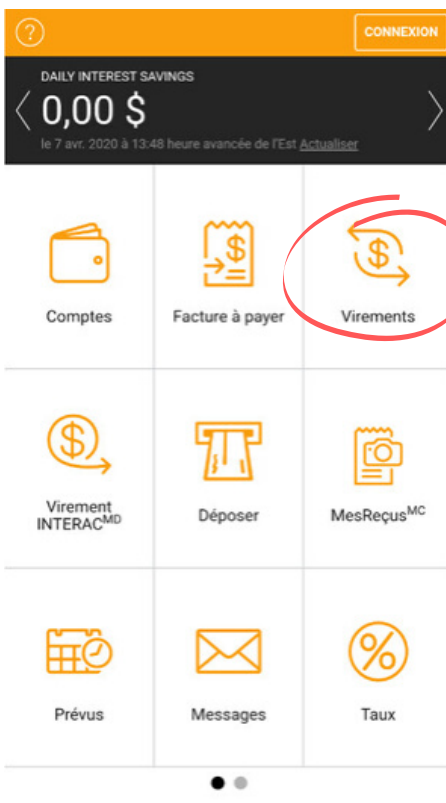 ?
CONNEXION
DAILY INTEREST SAVINGS
0,00 $
le 7 avr. 2020 à 13:48 heure avancée de l'Est Actualiser
$
$
Comptes
Facture à payer
Virements
$
Virement
INTERACMD
Déposer
MesReçusMC
%
Prévus
Messages
Taux